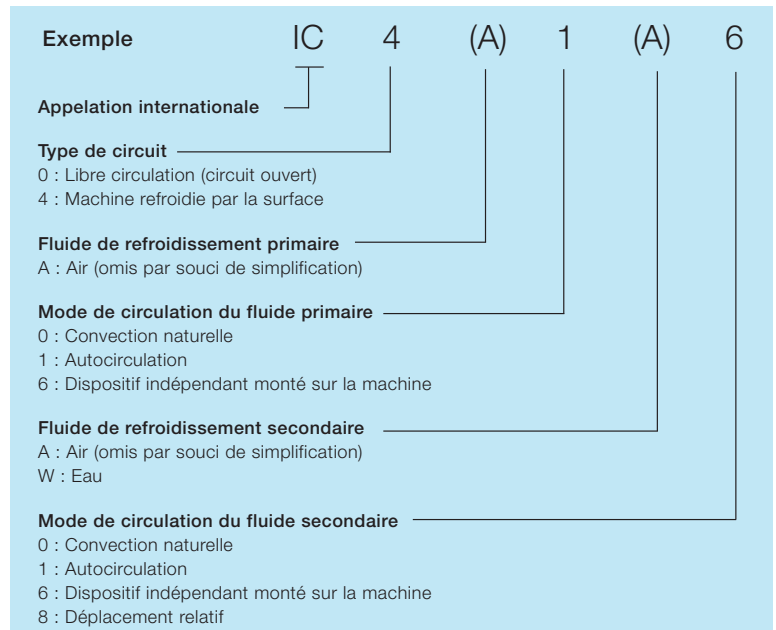 Exemple IC 4 (A) 1 (A) 6
Appelation internationale
Type de circuit
0 : Libre circulation (circuit ouvert)
4 : Machine refroidie par la surface
Fluide de refroidissement primaire
A : Air (omis par souci de simplification)
Mode de circulation du fluide primaire
0 : Convection naturelle
1 : Autocirculation
6 : Dispositif indépendant monté sur la machine
Fluide de refroidissement secondaire
A : Air (omis par souci de simplification)
W : Eau
Mode de circulation du fluide secondaire
0 : Convection naturelle
1 : Autocirculation
6 : Dispositif indépendant monté sur la machine
8 : Déplacement relatif